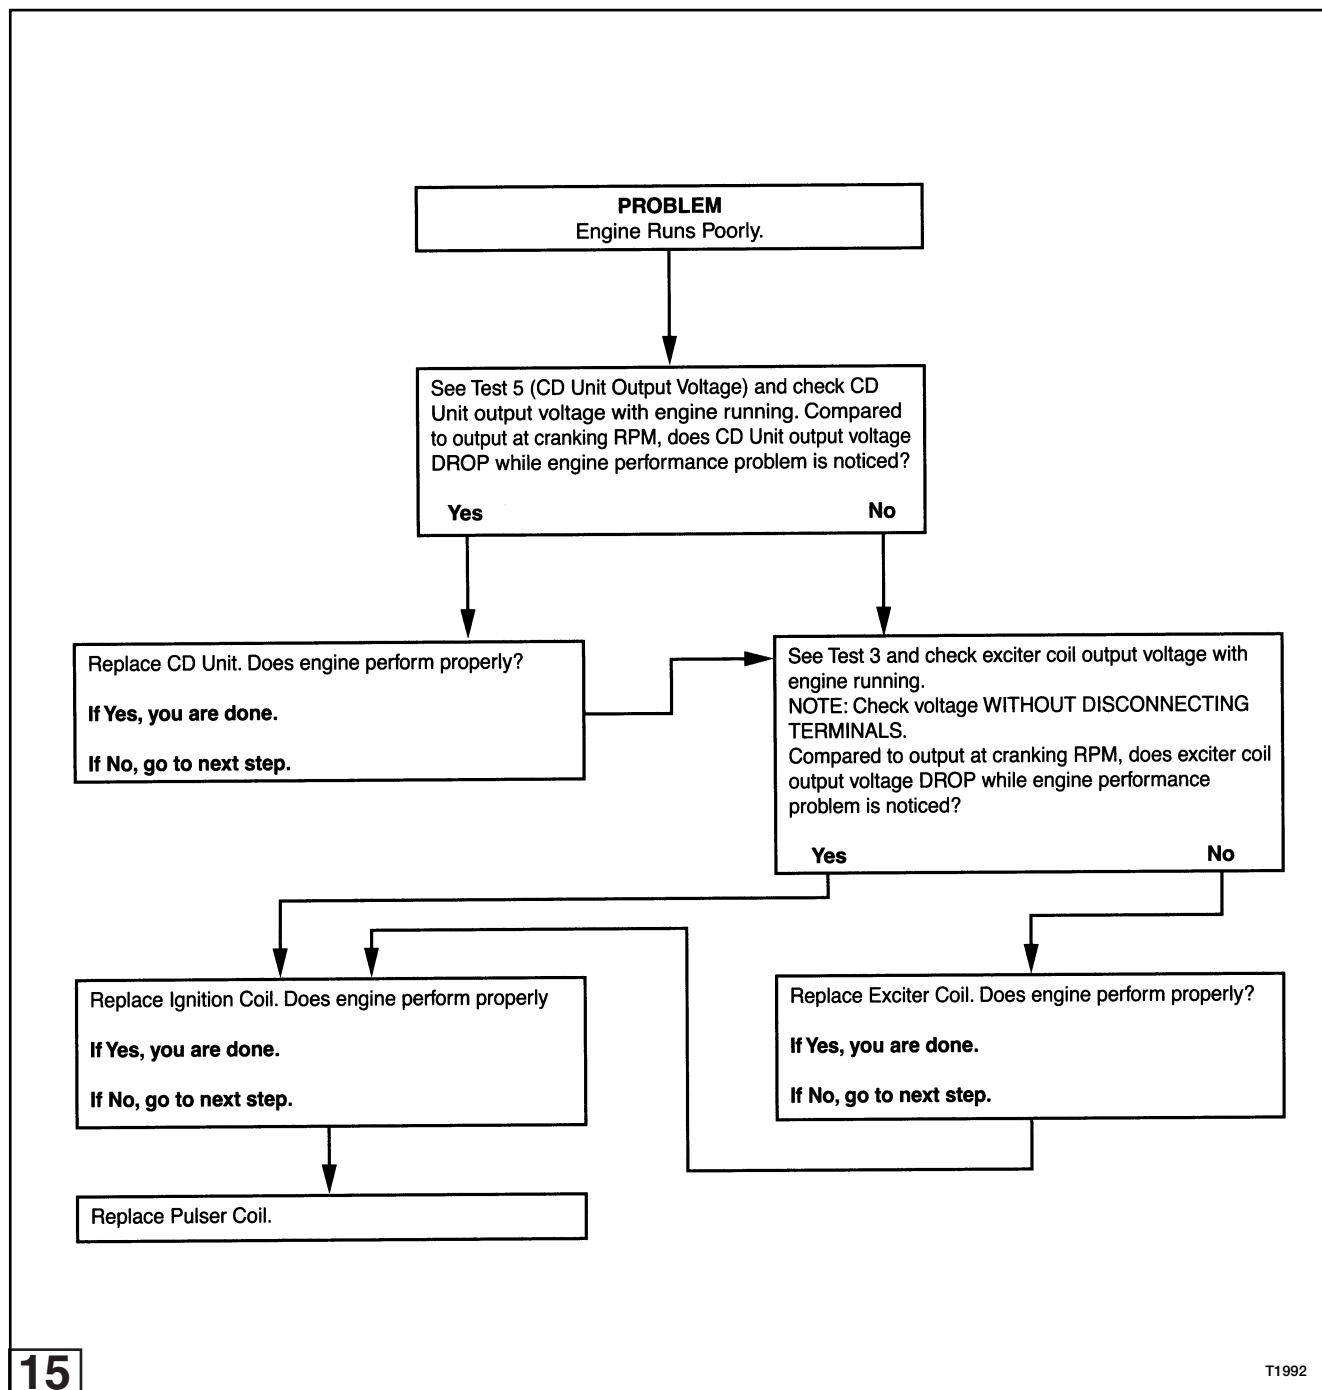 PROBLEM
Engine Runs Poorly.
See Test 5 (CD Unit Output Voltage) and check CD
Unit output voltage with engine running. Compared
to output at cranking RPM, does CD Unit output voltage
DROP while engine performance problem is noticed?
Yes
No
Replace CD Unit. Does engine perform properly?
If Yes, you are done.
If No, go to next step.
See Test 3 and check exciter coil output voltage with
engine running.
NOTE: Check voltage WITHOUT DISCONNECTING
TERMINALS.
Compared to output at cranking RPM, does exciter coil
output voltage DROP while engine performance
problem is noticed?
Yes
No
Replace Ignition Coil. Does engine perform properly
If Yes, you are done.
If No, go to next step.
Replace Exciter Coil. Does engine perform properly?
If Yes, you are done.
If No, go to next step.
Replace Pulser Coil.
15
T1992